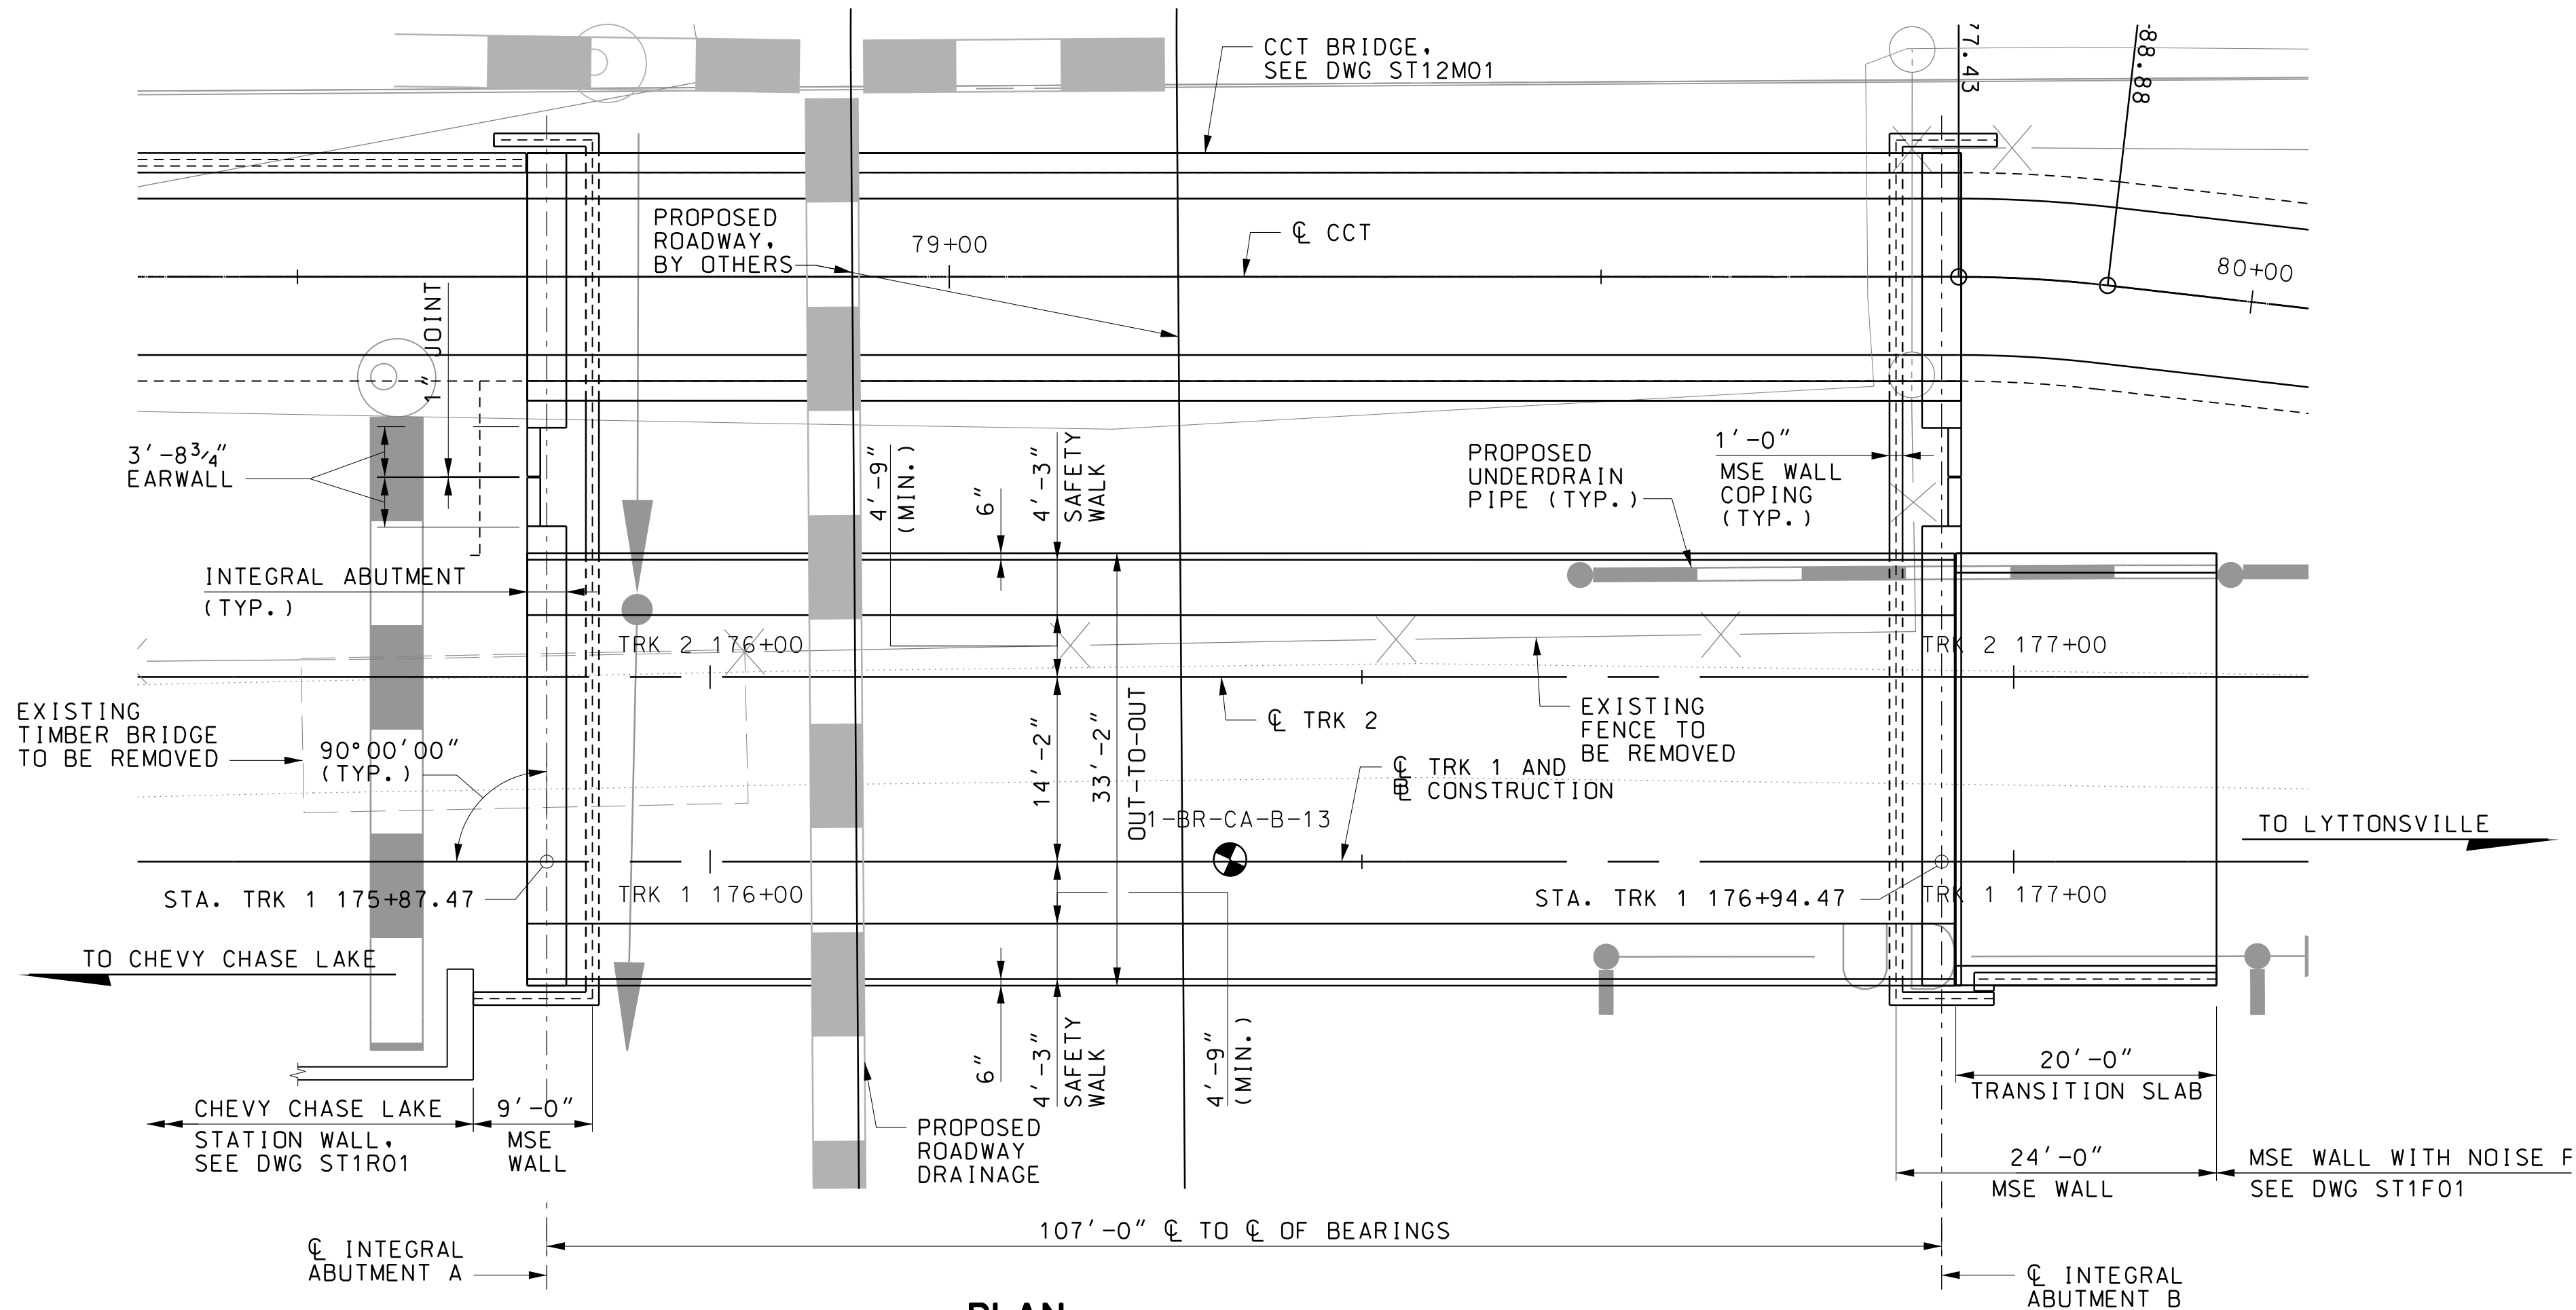 CCT BRIDGE,
SEE DWG ST12M01
77.43
88.88
PROPOSED
ROADWAY,
BY OTHERS
79+00
℄ CCT
80+00
1" JOINT
3'-8¾"
EARWALL
4'-9"
(MIN.)
6"
4'-3"
SAFETY
WALK
PROPOSED
UNDERDRAIN
PIPE (TYP.)
1'-0"
MSE WALL
COPING
(TYP.)
INTEGRAL ABUTMENT
(TYP.)
TRK 2 176+00
TRK 2 177+00
EXISTING
TIMBER BRIDGE
TO BE REMOVED
90°00'00"
(TYP.)
14'-2"
33'-2"
OUT-TO-OUT
℄ TRK 2
EXISTING
FENCE TO
BE REMOVED
℄ TRK 1 AND
B CONSTRUCTION
1-BR-CA-B-13
TO LYTTONSVILLE
STA. TRK 1 175+87.47
TRK 1 176+00
STA. TRK 1 176+94.47
TRK 1 177+00
TO CHEVY CHASE LAKE
6"
4'-3"
SAFETY
WALK
4'-9"
(MIN.)
20'-0"
TRANSITION SLAB
CHEVY CHASE LAKE
STATION WALL,
SEE DWG ST1R01
9'-0"
MSE
WALL
PROPOSED
ROADWAY
DRAINAGE
24'-0"
MSE WALL
MSE WALL WITH NOISE F
SEE DWG ST1F01
107'-0" ℄ TO ℄ OF BEARINGS
℄ INTEGRAL
ABUTMENT A
℄ INTEGRAL
ABUTMENT B
PLAN